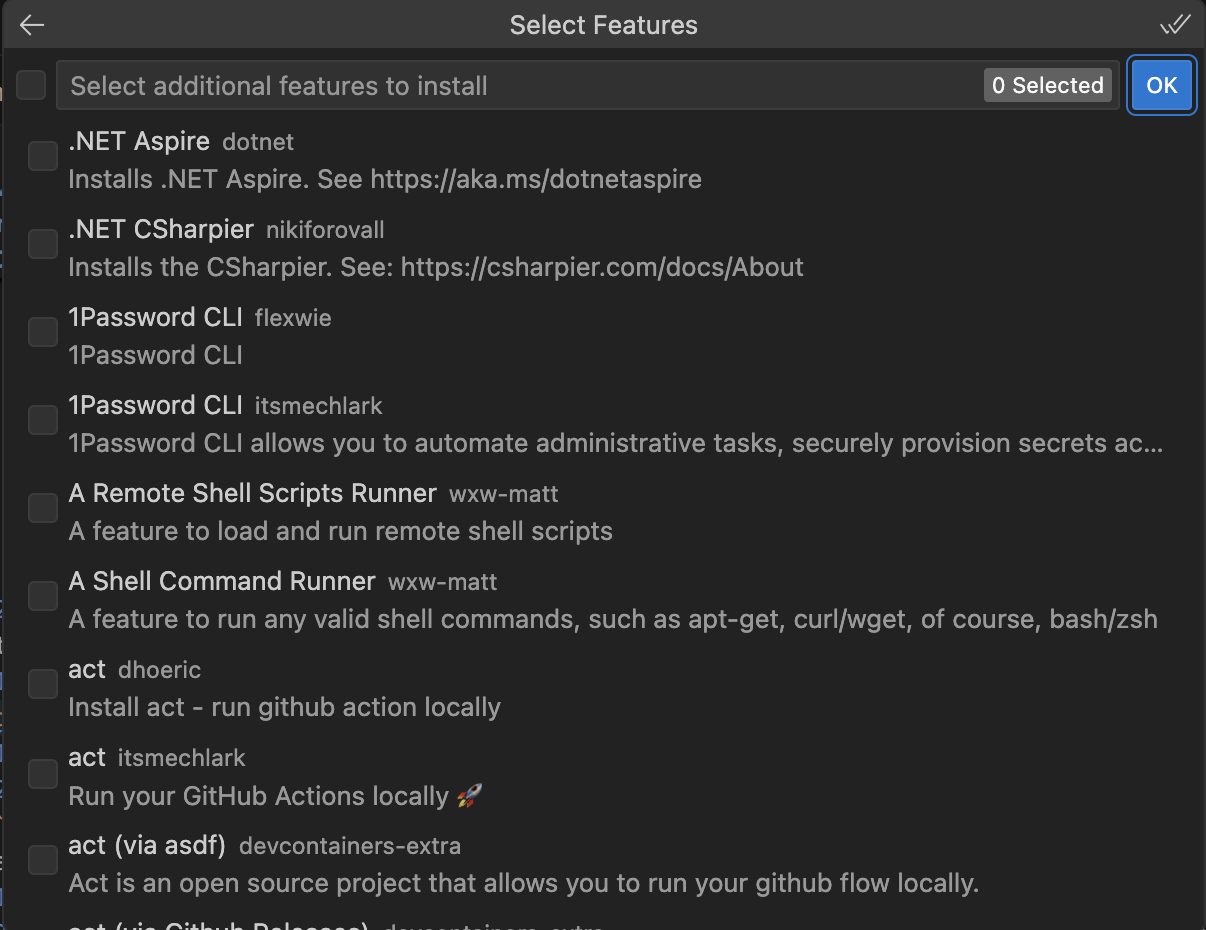 Select Features
Select additional features to install 0 Selected OK
.NET Aspire dotnet
Installs .NET Aspire. See https://aka.ms/dotnetaspire
.NET CSharpier nikiforovall
Installs the CSharpier. See: https://csharpier.com/docs/About
1Password CLI flexwie
1Password CLI
1Password CLI itsmechlark
1Password CLI allows you to automate administrative tasks, securely provision secrets ac...
A Remote Shell Scripts Runner wxw-matt
A feature to load and run remote shell scripts
A Shell Command Runner wxw-matt
A feature to run any valid shell commands, such as apt-get, curl/wget, of course, bash/zsh
act dhoeric
Install act - run github action locally
act itsmechlark
Run your GitHub Actions locally 🚀
act (via asdf) devcontainers-extra
Act is an open source project that allows you to run your github flow locally.
act (via Github Releases) devcontainers-extra